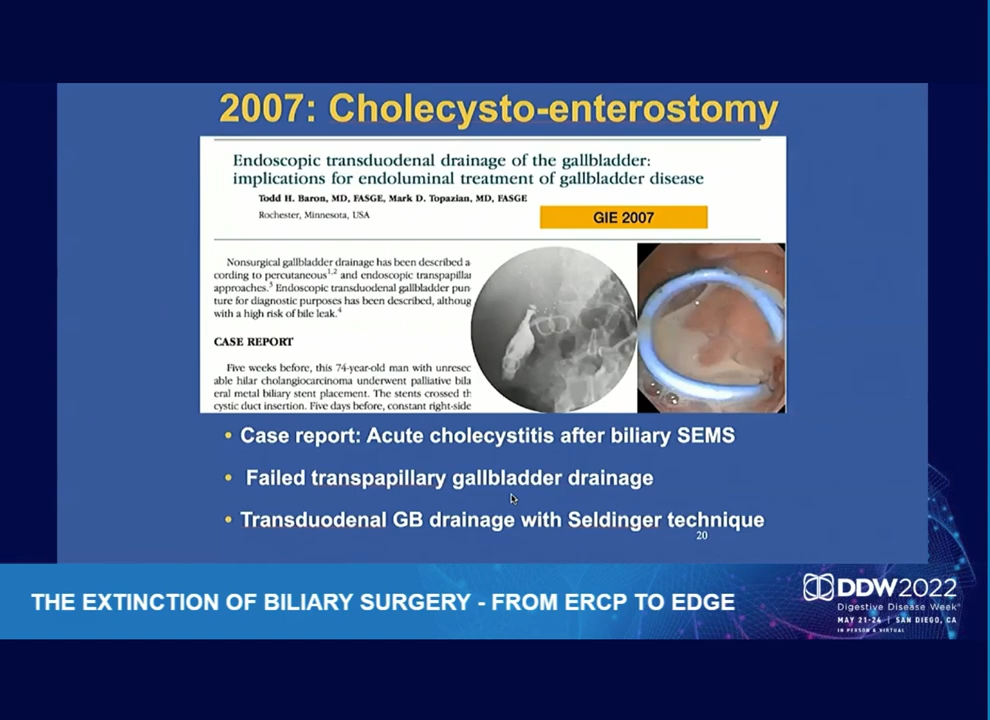 2007: Cholecysto-enterostomy
Endoscopic transduodenal drainage of the gallbladder:
implications for endoluminal treatment of gallbladder disease
Todd H. Baron, MD, FASGE, Mark D. Topazian, MD, FASGE
Rochester, Minnesota, USA
GIE 2007
Nonsurgical gallbladder drainage has been described a
cording to percutaneous1,2 and endoscopic transpapillar
approaches.3 Endoscopic transduodenal gallbladder pun
ture for diagnostic purposes has been described, althoug
with a high risk of bile leak.4
CASE REPORT
Five weeks before, this 74-year-old man with unresec
able hilar cholangiocarcinoma underwent palliative bila
eral metal biliary stent placement. The stents crossed th
cystic duct insertion. Five days before, constant right-side
• Case report: Acute cholecystitis after biliary SEMS
• Failed transpapillary gallbladder drainage
• Transduodenal GB drainage with Seldinger technique
20
THE EXTINCTION OF BILIARY SURGERY - FROM ERCP TO EDGE
DDW2022
Digestive Disease Week®
MAY 21-24 | SAN DIEGO, CA
IN PERSON & VIRTUAL